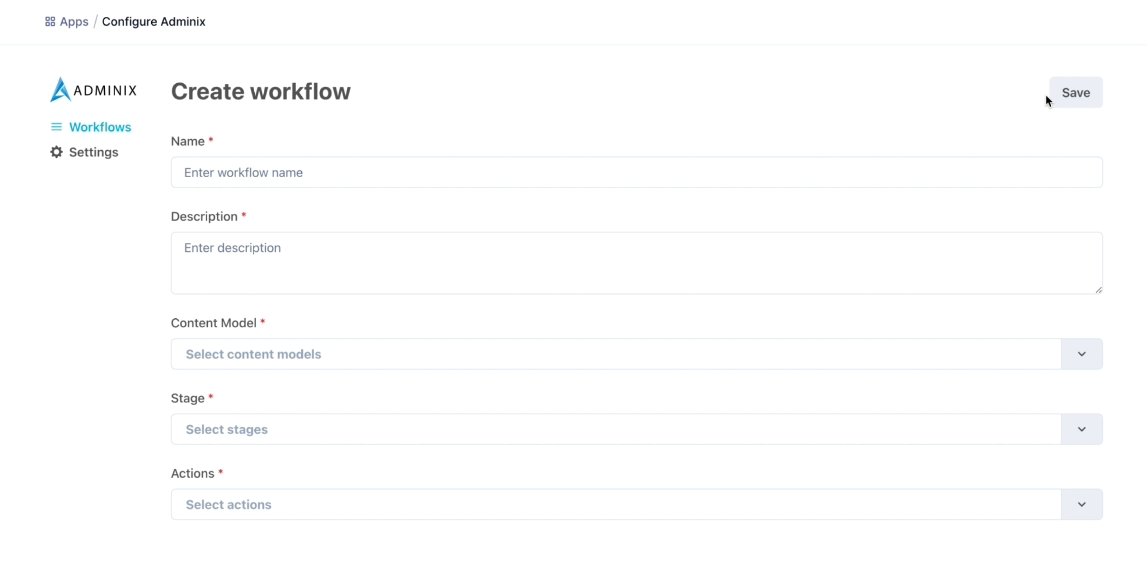 Apps / Configure Adminix
ADMINIX
Workflows
Settings
Create workflow
Save
Name *
Enter workflow name
Description *
Enter description
Content Model *
Select content models
Stage *
Select stages
Actions *
Select actions